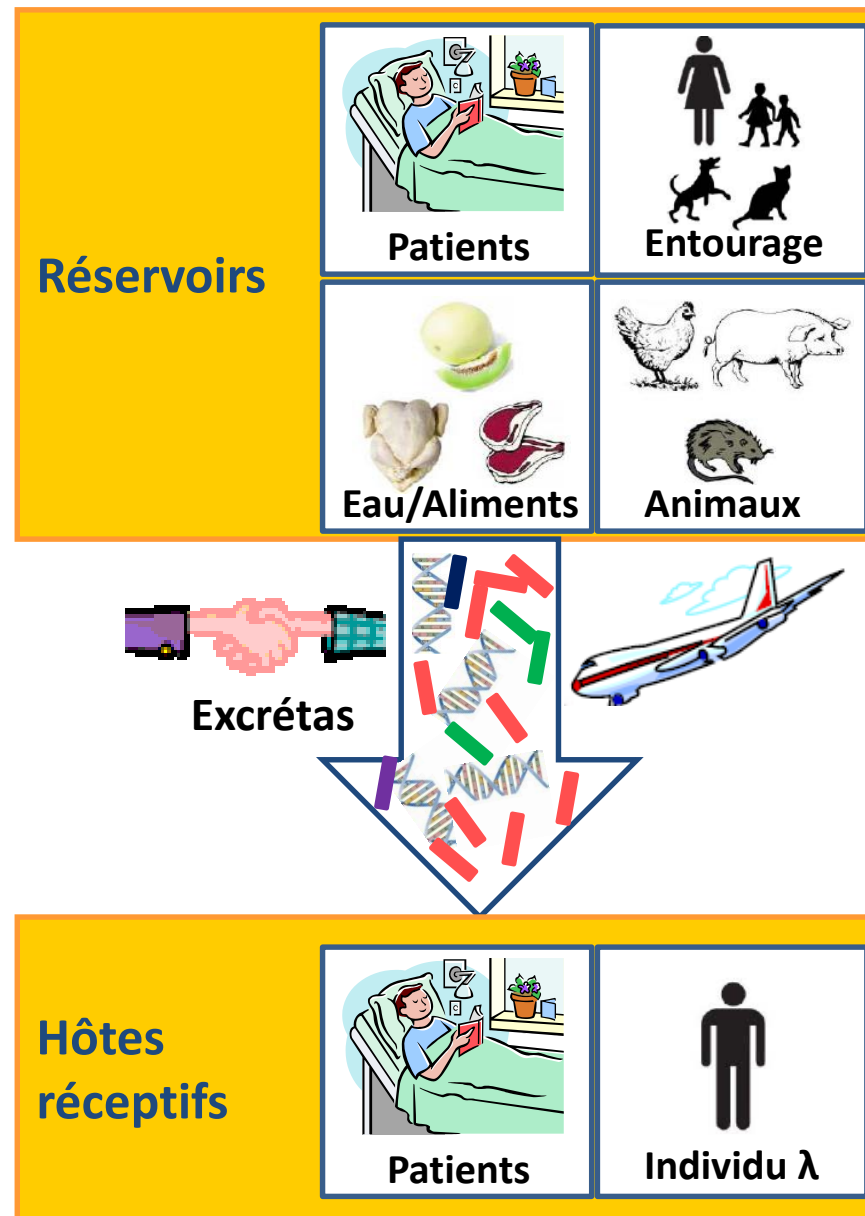 Réservoirs
Patients
Entourage
Eau/Aliments
Animaux
Excrétas
Hôtes
réceptifs
Patients
Individu λ